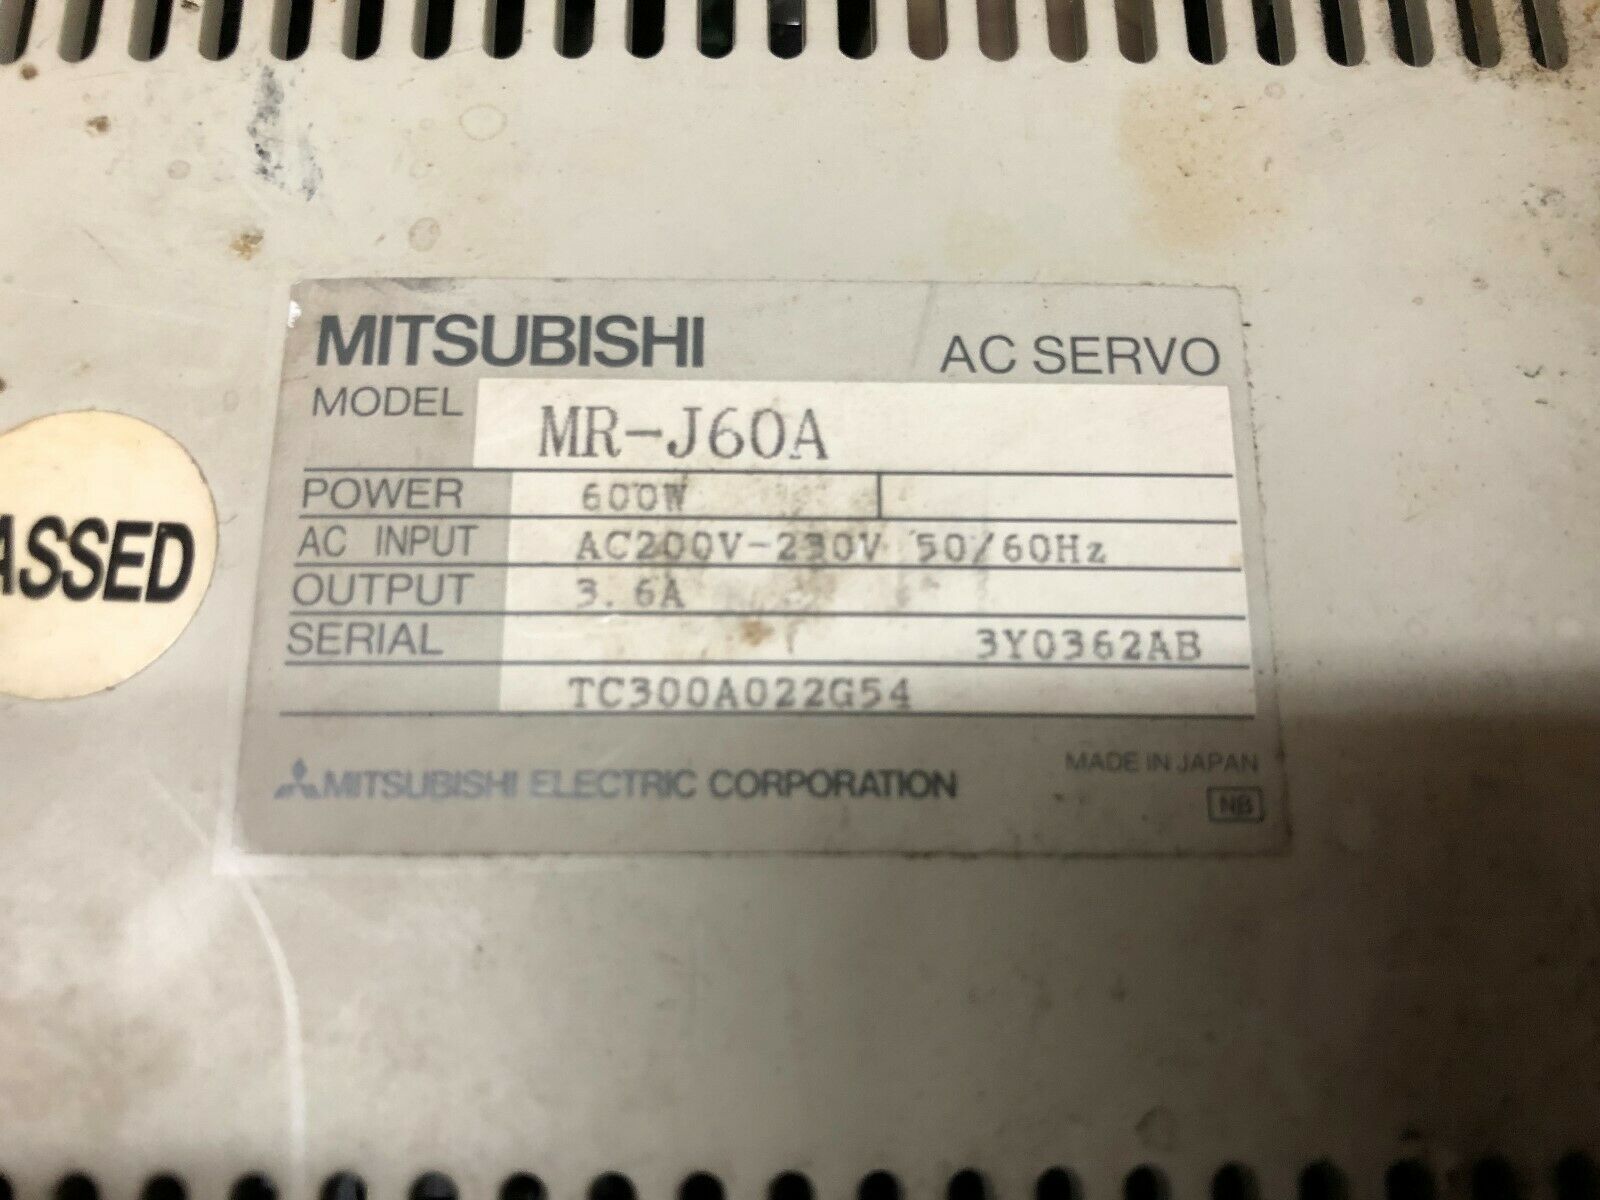 MITSUBISHI AC SERVO
MODEL MR-J60A
POWER 600W
AC INPUT AC200V-230V 50/60Hz
OUTPUT 3.6A
SERIAL 3Y0362AB
TC300A022G54
MITSUBISHI ELECTRIC CORPORATION
MADE IN JAPAN
NB
ASSED